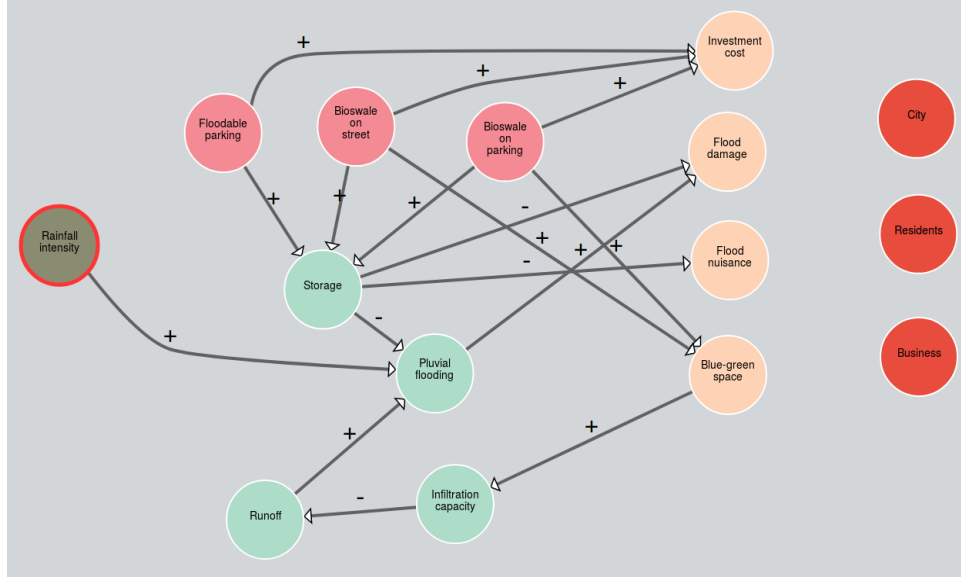 Investment
cost
+
+
+
Floodable
parking
Bioswale
on
street
Bioswale
on
parking
City
Flood
damage
+
+
+
-
Rainfall
intensity
Residents
+
+
+
Flood
nuisance
-
Storage
-
+
Business
Pluvial
flooding
Blue-green
space
+
+
Infiltration
capacity
-
Runoff